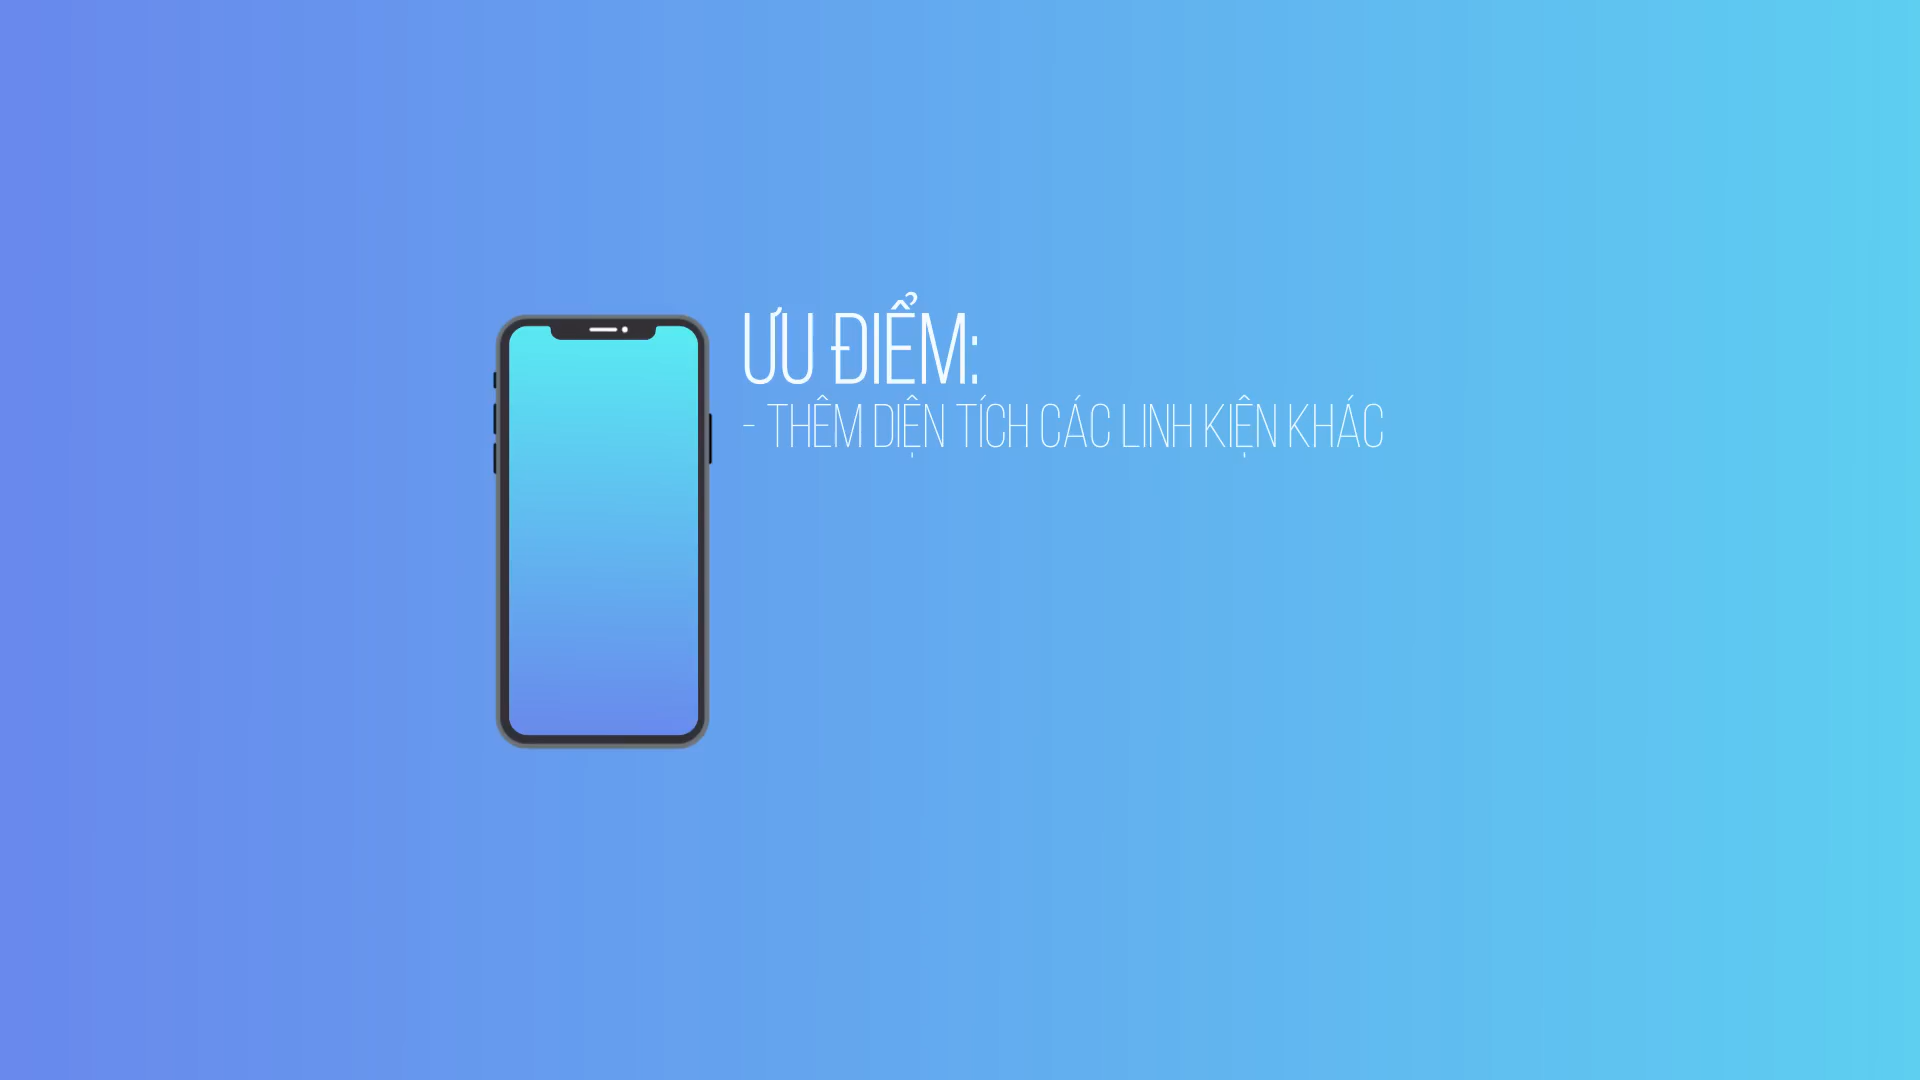 ƯU ĐIỂM:
- THÊM DIỆN TÍCH CÁC LINH KIỆN KHÁC